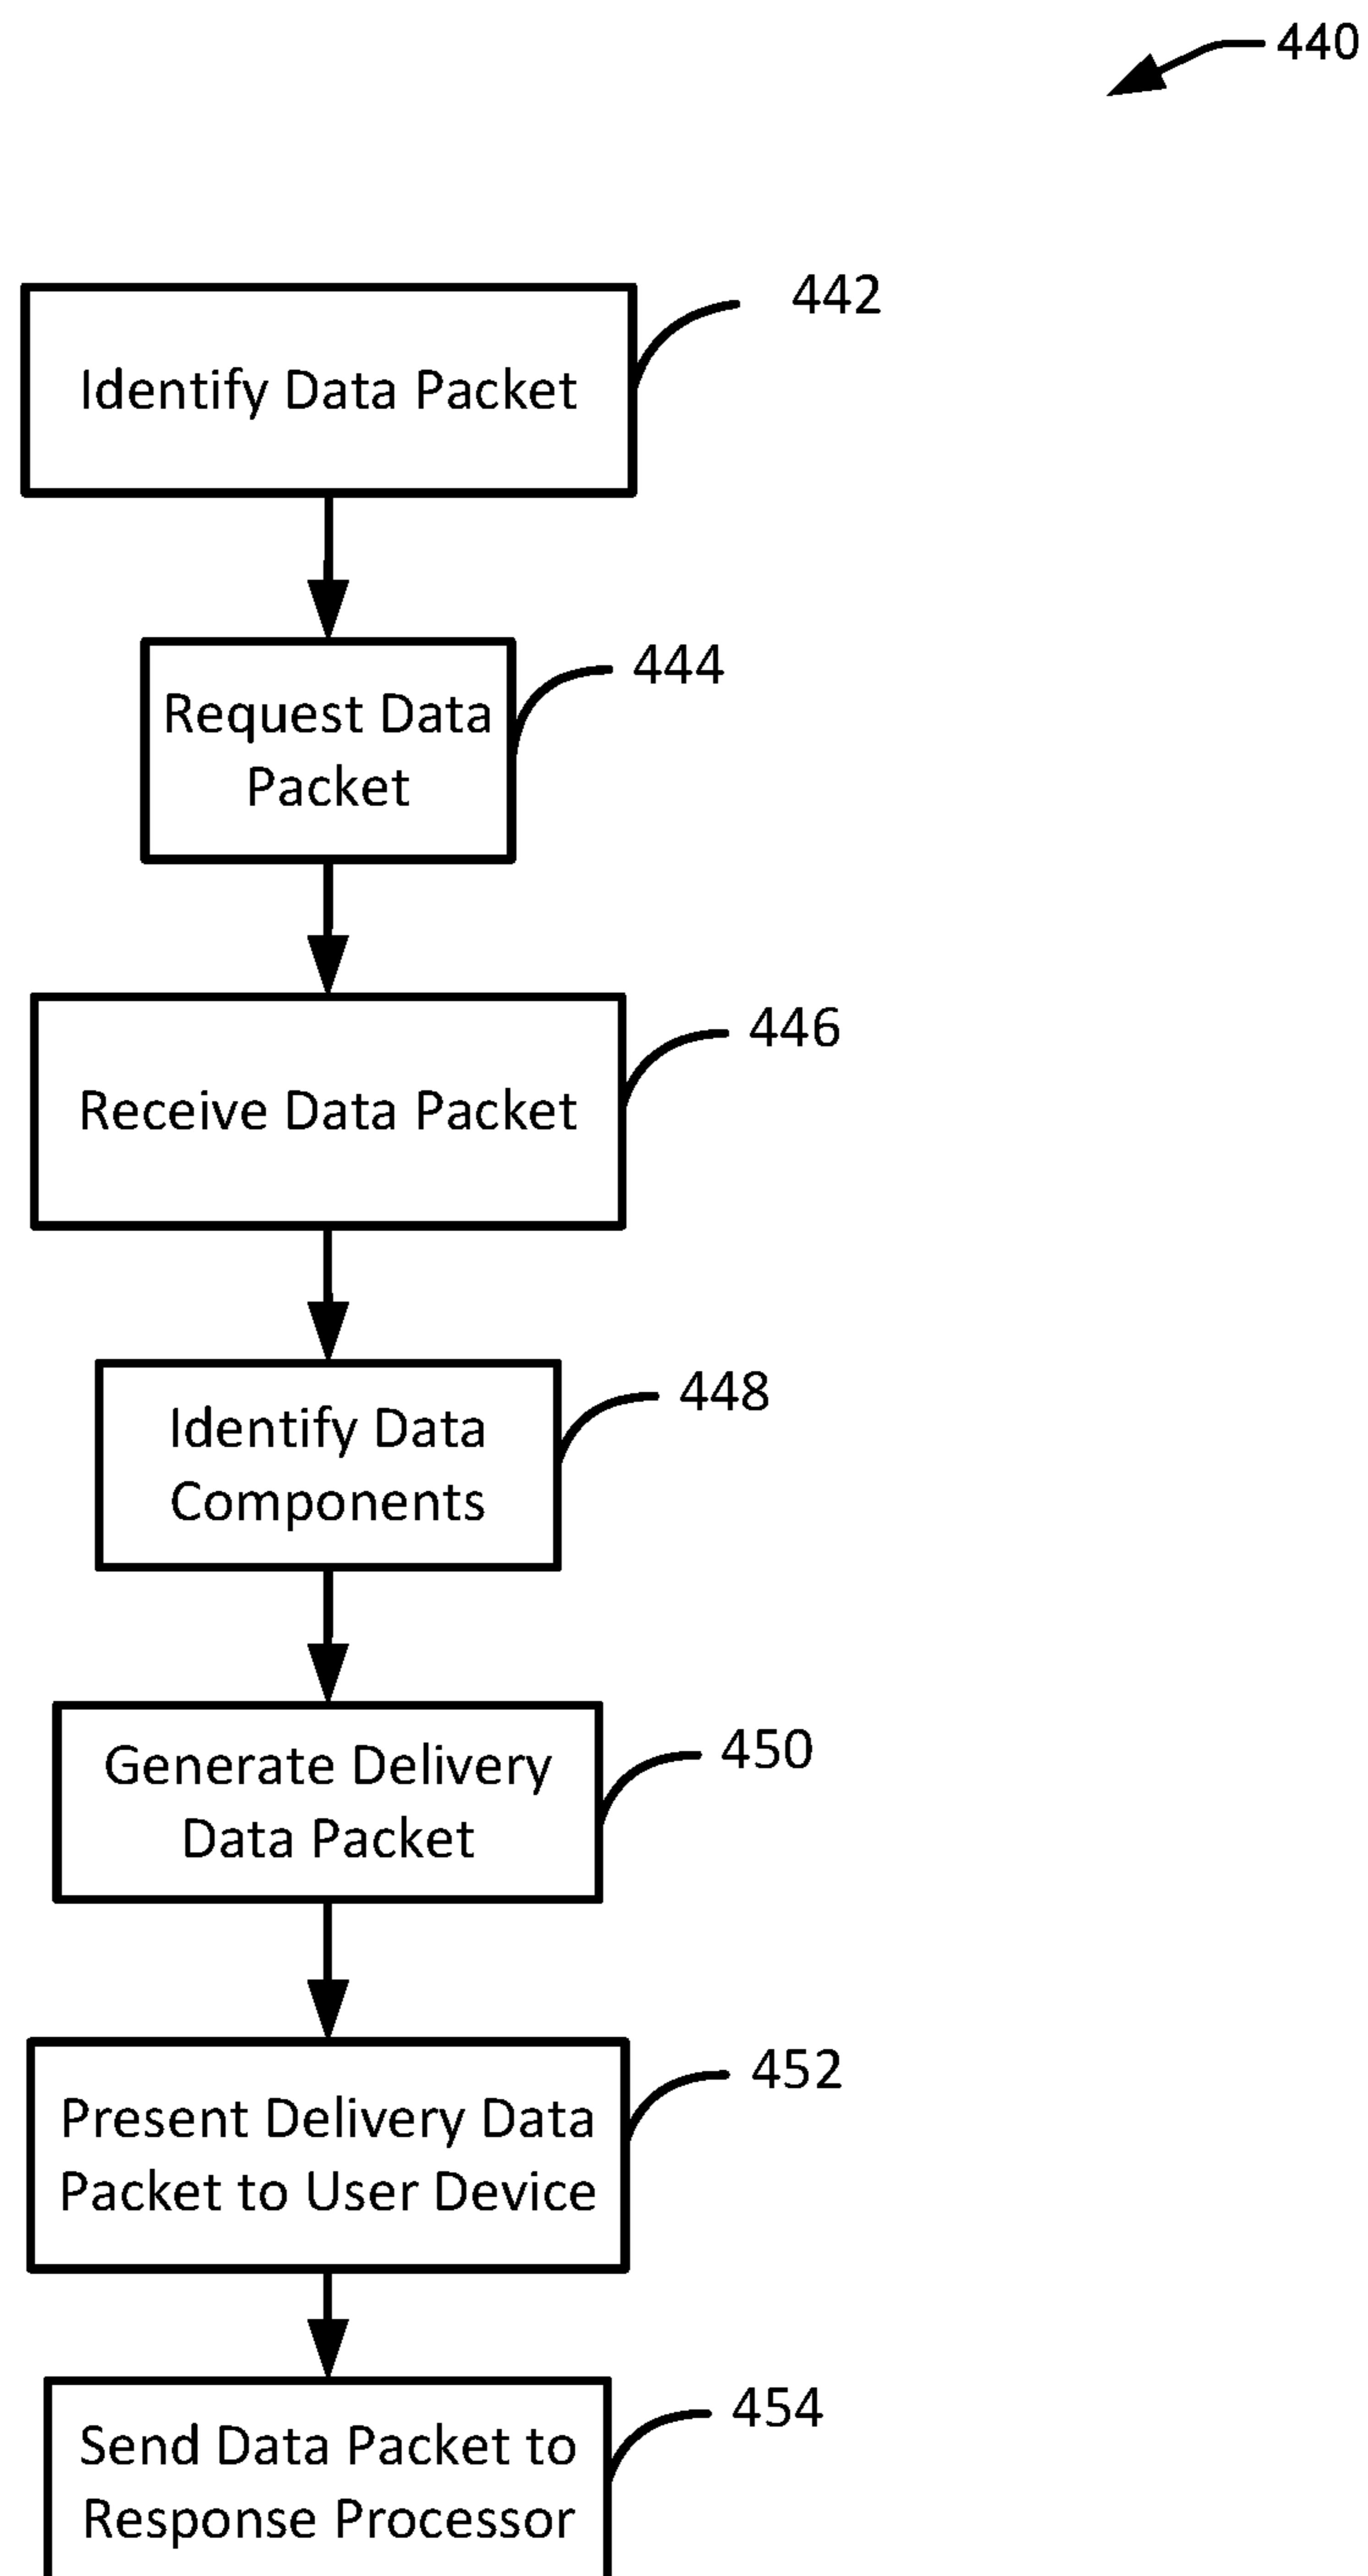 440
442
Identify Data Packet
444
Request Data
Packet
446
Receive Data Packet
448
Identify Data
Components
450
Generate Delivery
Data Packet
452
Present Delivery Data
Packet to User Device
454
Send Data Packet to
Response Processor